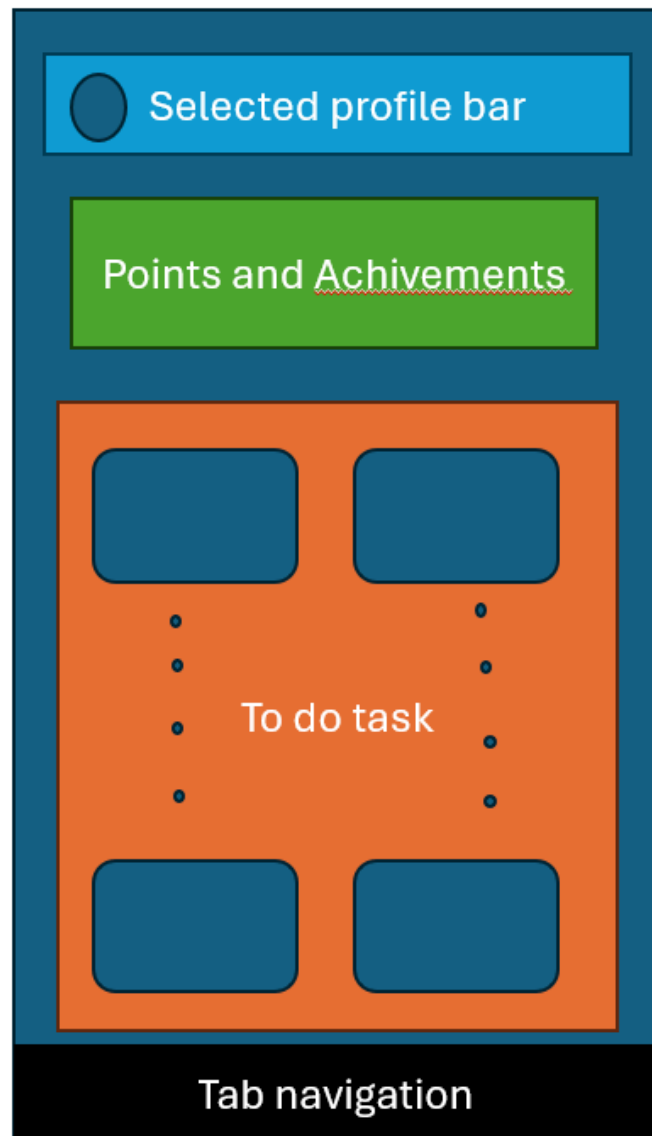 Selected profile bar
Points and Achivements
To do task
Tab navigation